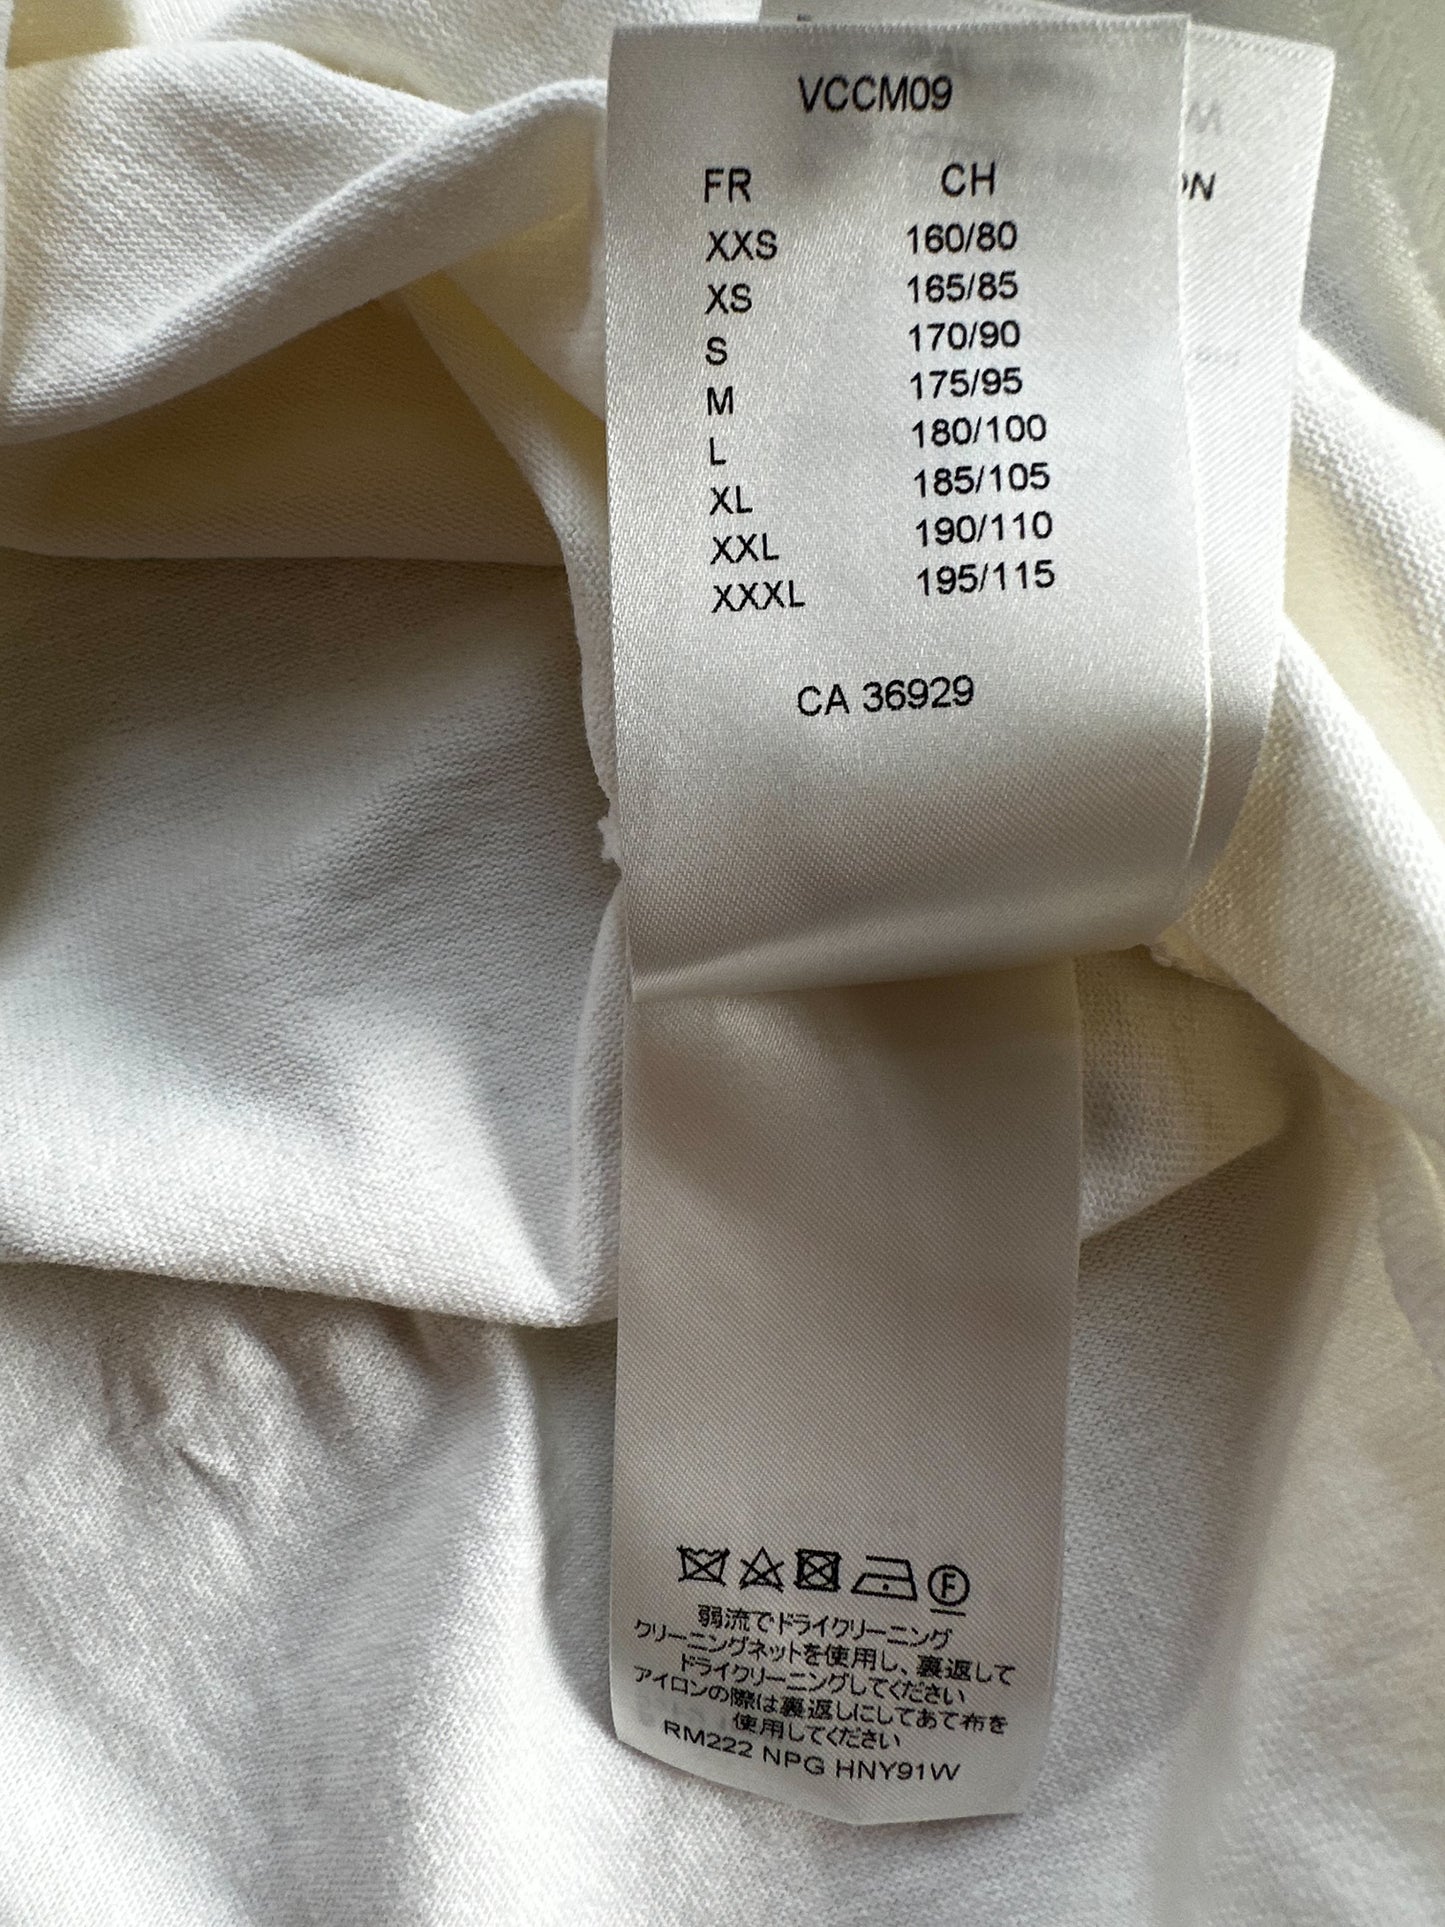 VCCM09
FR CH
XXS 160/80
XS 165/85
S 170/90
M 175/95
L 180/100
XL 185/105
XXL 190/110
XXXL 195/115
CA 36929
F
弱流でドライクリーニング
クリーニングネットを使用し、裏返して
ドライクリーニングしてください
アイロンの際は裏返しにしてあて布を
使用してください
RM222 NPG HNY91W